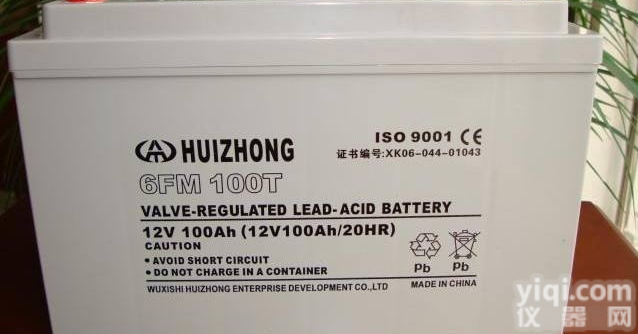 HUIZHONG
ISO 9001 CE
证书编号:XK06-044-01043
6FM 100T
MADE IN CHINA
VALVE-REGULATED LEAD-ACID BATTERY
12V 100Ah (12V100Ah/20HR)
CAUTION
• AVOID SHORT CIRCUIT
• DO NOT CHARGE IN A CONTAINER
Pb Pb
WUXISHI HUIZHONG ENTERPRISE DEVELOPMENT CO.,LTD
yiqi.com
仪器网